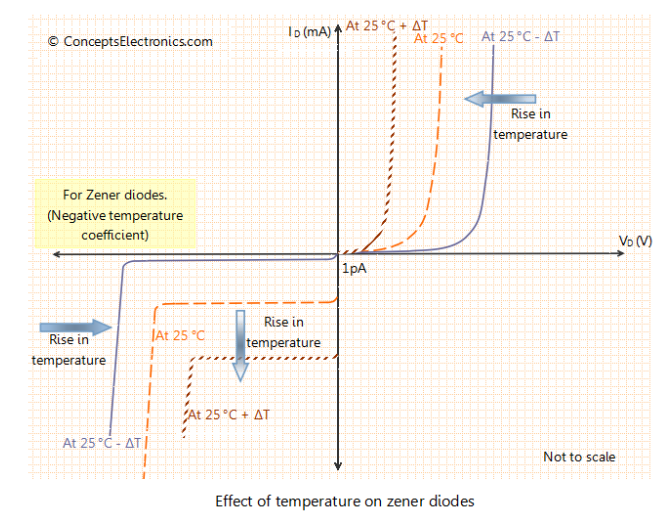 © ConceptsElectronics.com
I D (mA)
At 25 °C + ΔT
At 25 °C
At 25 °C - ΔT
Rise in
temperature
For Zener diodes.
(Negative temperature
coefficient)
VD (V)
1pA
Rise in
temperature
At 25 °C
Rise in
temperature
At 25 °C + ΔT
At 25 °C - ΔT
Not to scale
Effect of temperature on zener diodes